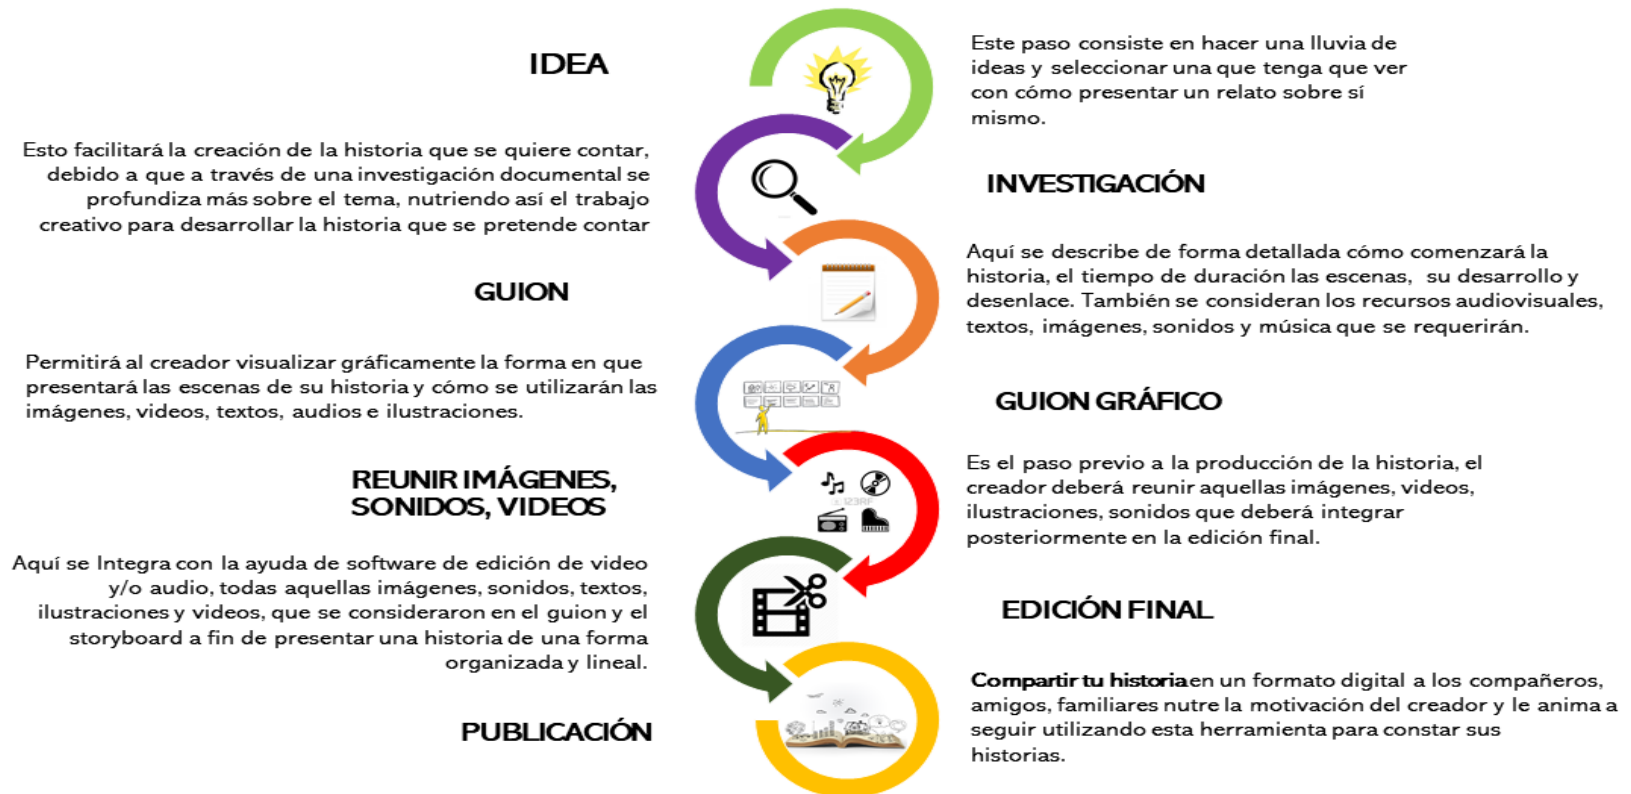 IDEA
Este paso consiste en hacer una lluvia de
ideas y seleccionar una que tenga que ver
con cómo presentar un relato sobre sí
mismo.
INVESTIGACIÓN
Esto facilitará la creación de la historia que se quiere contar,
debido a que a través de una investigación documental se
profundiza más sobre el tema, nutriendo así el trabajo
creativo para desarrollar la historia que se pretende contar
GUION
Aquí se describe de forma detallada cómo comenzará la
historia, el tiempo de duración las escenas, su desarrollo y
desenlace. También se consideran los recursos audiovisuales,
textos, imágenes, sonidos y música que se requerirán.
GUION GRÁFICO
Permitirá al creador visualizar gráficamente la forma en que
presentará las escenas de su historia y cómo se utilizarán las
imágenes, videos, textos, audios e ilustraciones.
REUNIR IMÁGENES,
SONIDOS, VIDEOS
Es el paso previo a la producción de la historia, el
creador deberá reunir aquellas imágenes, videos,
ilustraciones, sonidos que deberá integrar
posteriormente en la edición final.
123RF
EDICIÓN FINAL
Aquí se Integra con la ayuda de software de edición de video
y/o audio, todas aquellas imágenes, sonidos, textos,
ilustraciones y videos, que se consideraron en el guion y el
storyboard a fin de presentar una historia de una forma
organizada y lineal.
PUBLICACIÓN
Compartir tu historia en un formato digital a los compañeros,
amigos, familiares nutre la motivación del creador y le anima a
seguir utilizando esta herramienta para constar sus
historias.